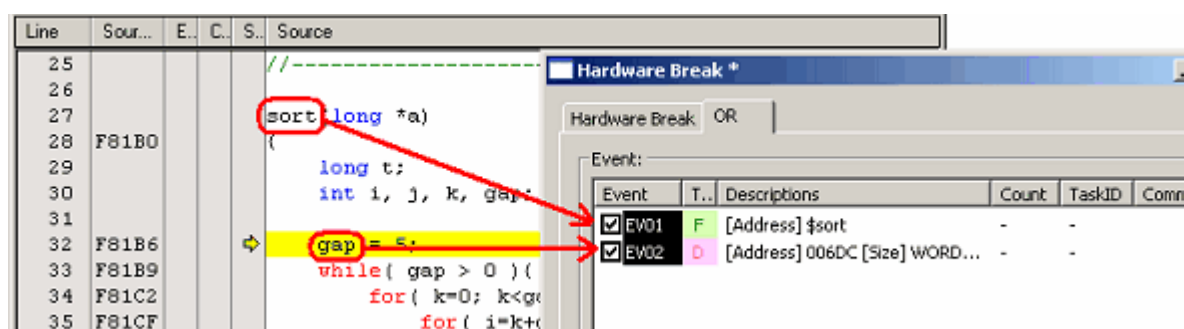 Line Sour... E.. C.. S.. Source
25 //--------------------
26
27 sort(long *a)
28 F81B0 {
29 long t;
30 int i, j, k, gap;
31
32 F81B6 gap = 5;
33 F81B9 while( gap > 0 ){
34 F81C2 for( k=0; k<ga
35 F81CF for( i=k+
Hardware Break *
Hardware Break OR
Event:
Event T.. Descriptions Count TaskID Comm
EV01 F [Address] $sort - -
EV02 D [Address] 006DC [Size] WORD... - -